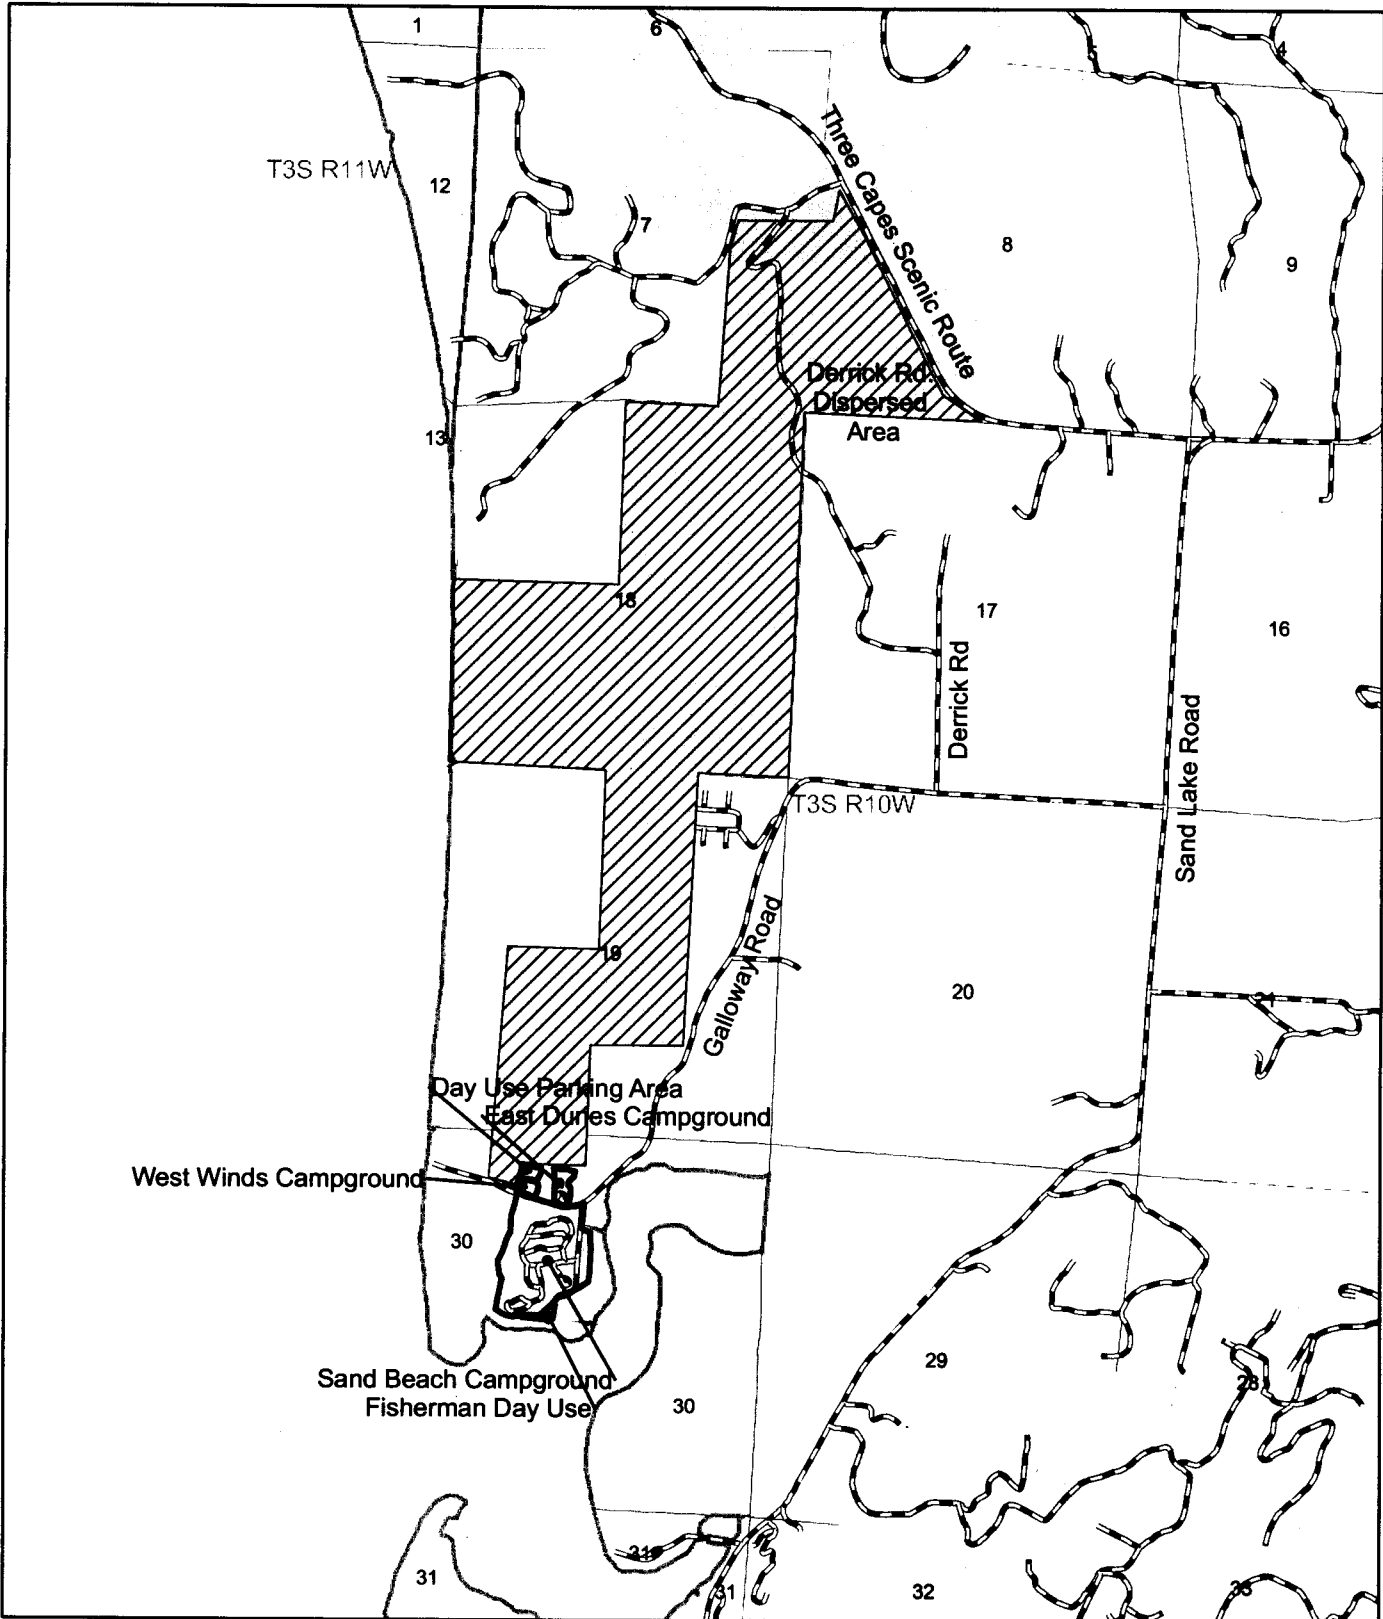 1
6
5
4
T3S R11W
12
7
Three Capes Scenic Route
8
9
Derrick Rd.
Dispersed
Area
13
18
17
16
Derrick Rd
Sand Lake Road
T3S R10W
Galloway Road
19
20
21
Day Use Parking Area
East Dunes Campground
West Winds Campground
30
29
28
Sand Beach Campground
Fisherman Day Use
30
31
31
31
32
33